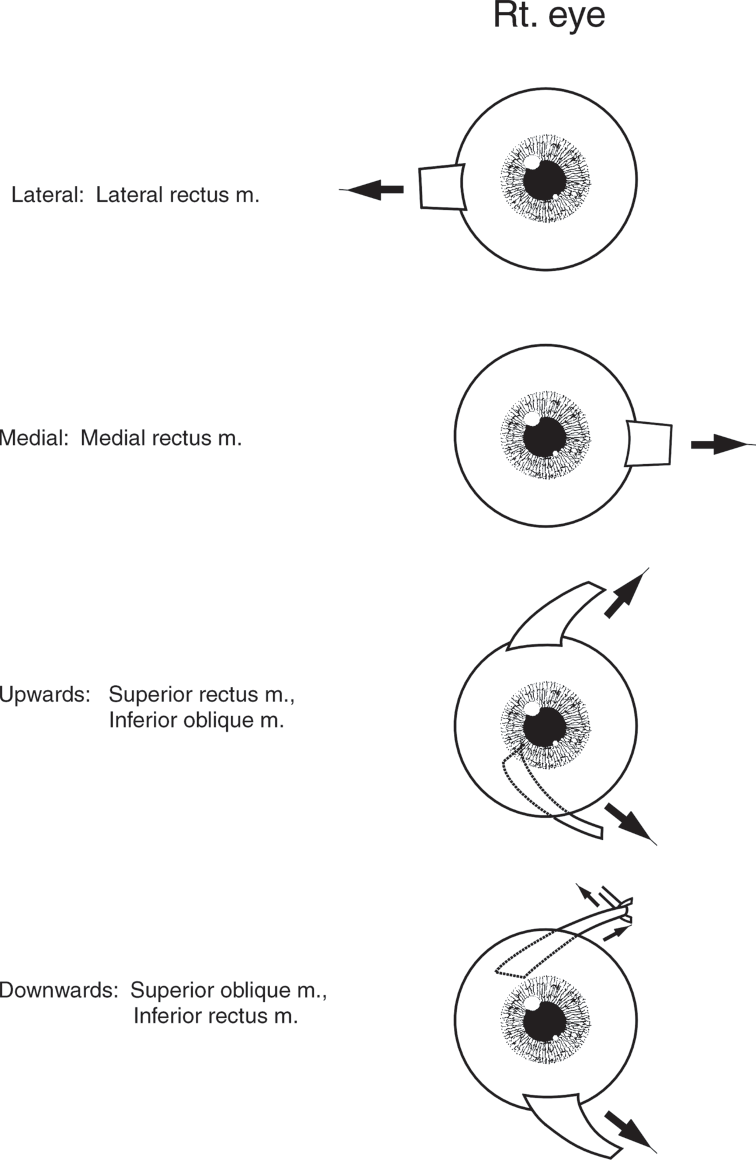 Rt. eye
Lateral: Lateral rectus m.
Medial: Medial rectus m.
Upwards: Superior rectus m.,
Inferior oblique m.
Downwards: Superior oblique m.,
Inferior rectus m.